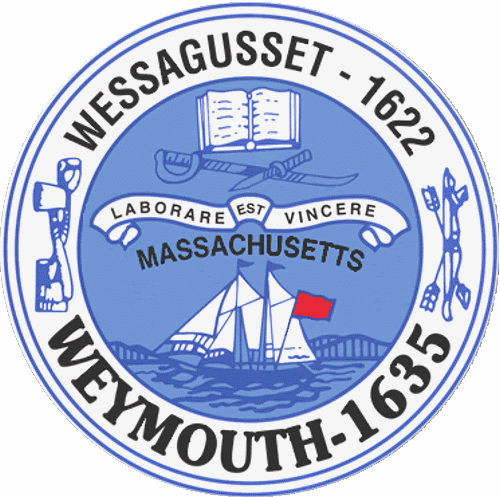 WESSAGUSSET - 1622
LABORARE EST VINCERE
MASSACHUSETTS
WEYMOUTH-1635